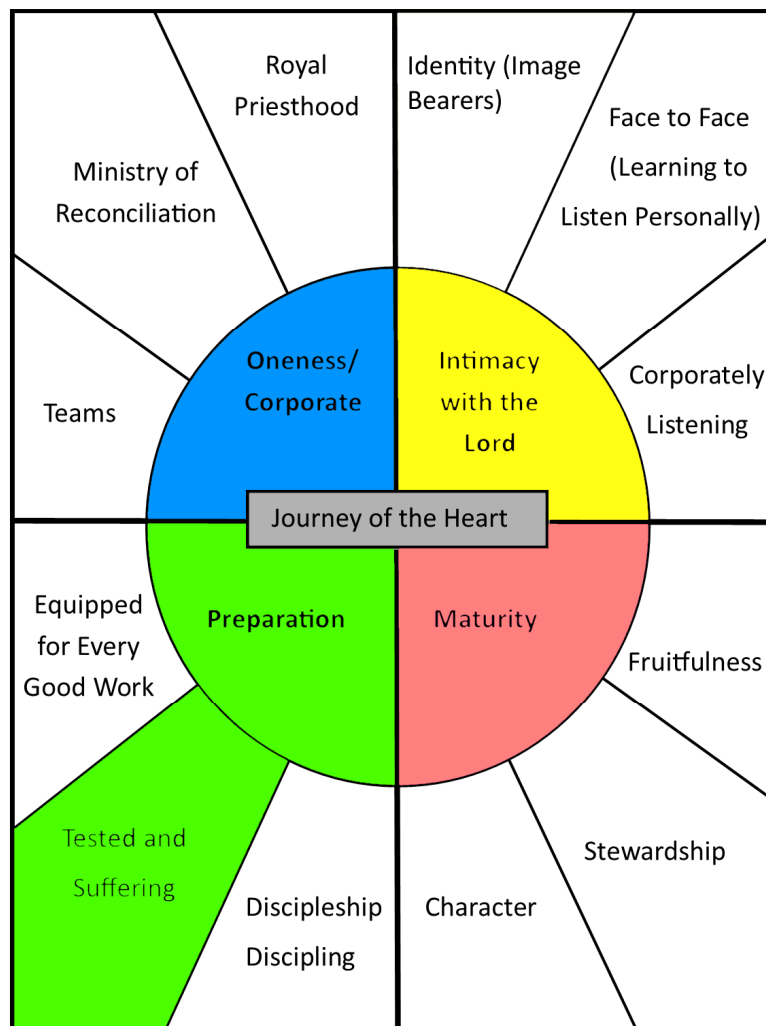 Royal
Priesthood
Identity (Image
Bearers)
Face to Face
(Learning to
Listen Personally)
Ministry of
Reconciliation
Oneness/
Corporate
Intimacy
with the
Lord
Corporately
Listening
Teams
Journey of the Heart
Equipped
for Every
Good Work
Preparation
Maturity
Fruitfulness
Tested and
Suffering
Discipleship
Discipling
Character
Stewardship